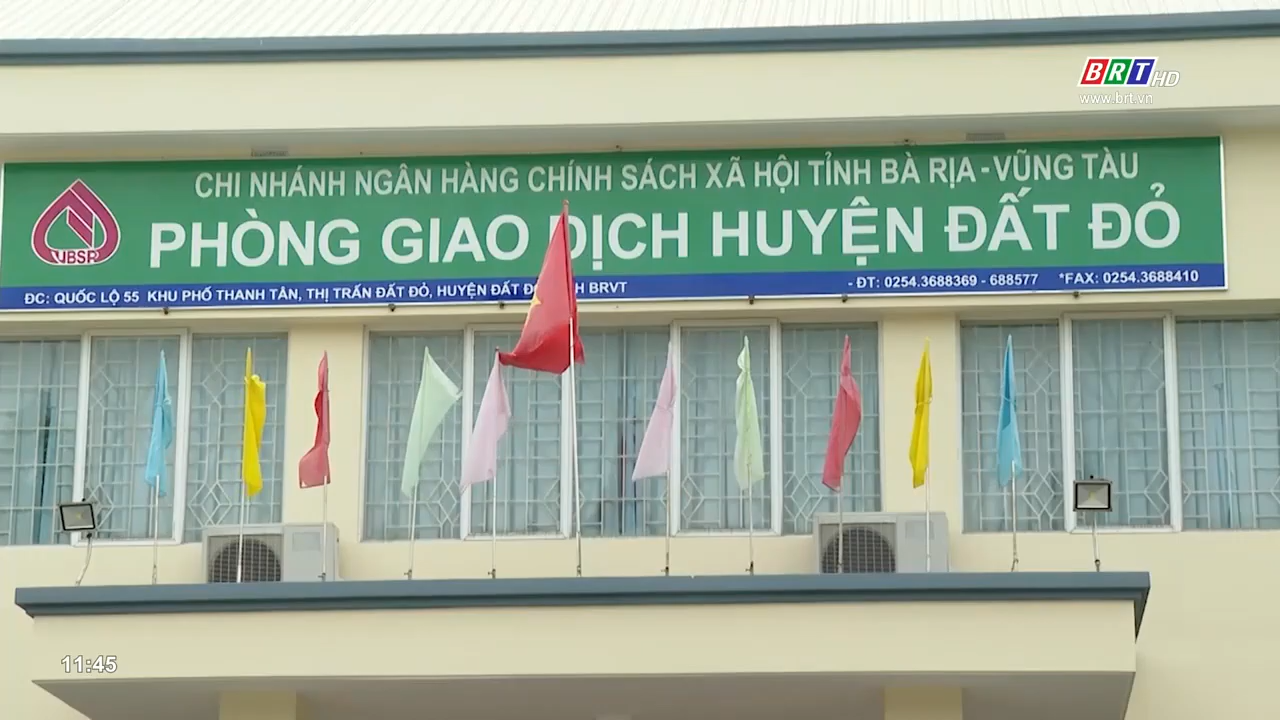 BRT HD
www.brt.vn
CHI NHÁNH NGÂN HÀNG CHÍNH SÁCH XÃ HỘI TỈNH BÀ RỊA - VŨNG TÀU
PHÒNG GIAO DỊCH HUYỆN ĐẤT ĐỎ
VBSP
ĐC: QUỐC LỘ 55 KHU PHỐ THANH TÂN, THỊ TRẤN ĐẤT ĐỎ, HUYỆN ĐẤT BRVT
- ĐT: 0254.3688369 - 688577 *FAX: 0254.3688410
11:45